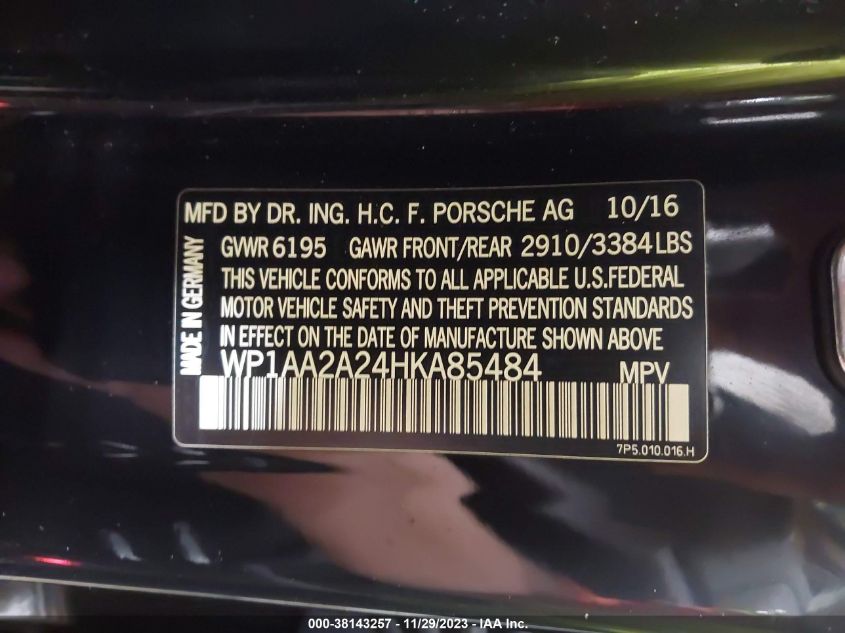 MFD BY DR. ING. H.C. F. PORSCHE AG 10/16
GVWR 6195 GAWR FRONT/REAR 2910/3384 LBS
THIS VEHICLE CONFORMS TO ALL APPLICABLE U.S.FEDERAL
MOTOR VEHICLE SAFETY AND THEFT PREVENTION STANDARDS
IN EFFECT ON THE DATE OF MANUFACTURE SHOWN ABOVE
WP1AA2A24HKA85484 MPV
MADE IN GERMANY
7P5.010.016.H
000-38143257 - 11/29/2023 - IAA Inc.